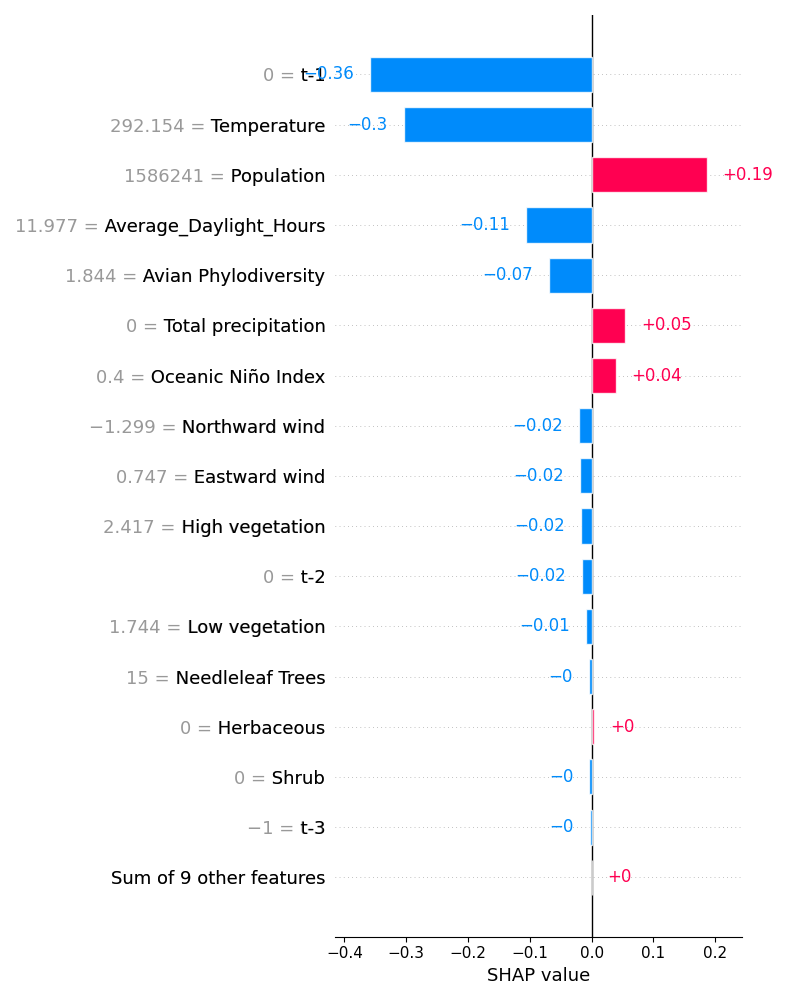 0 = t-1 −0.36
292.154 = Temperature −0.3
1586241 = Population +0.19
11.977 = Average_Daylight_Hours −0.11
1.844 = Avian Phylodiversity −0.07
0 = Total precipitation +0.05
0.4 = Oceanic Niño Index +0.04
−1.299 = Northward wind −0.02
0.747 = Eastward wind −0.02
2.417 = High vegetation −0.02
0 = t-2 −0.02
1.744 = Low vegetation −0.01
15 = Needleleaf Trees −0
0 = Herbaceous +0
0 = Shrub −0
−1 = t-3 −0
Sum of 9 other features +0
−0.4 −0.3 −0.2 −0.1 0.0 0.1 0.2
SHAP value